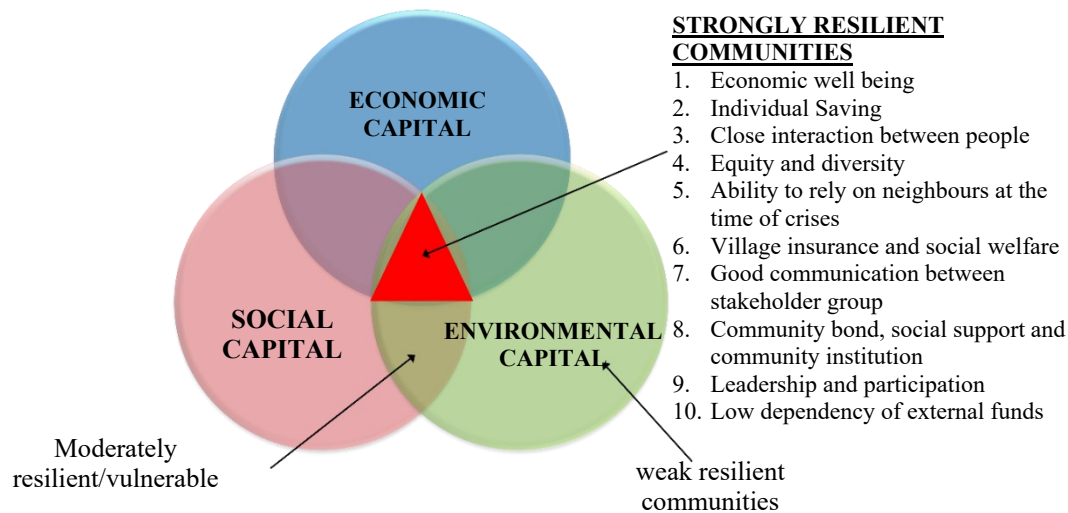 STRONGLY RESILIENT
COMMUNITIES
1. Economic well being
2. Individual Saving
3. Close interaction between people
4. Equity and diversity
5. Ability to rely on neighbours at the
time of crises
6. Village insurance and social welfare
7. Good communication between
stakeholder group
8. Community bond, social support and
community institution
9. Leadership and participation
10. Low dependency of external funds
ECONOMIC
CAPITAL
SOCIAL
CAPITAL
ENVIRONMENTAL
CAPITAL
Moderately
resilient/vulnerable
weak resilient
communities